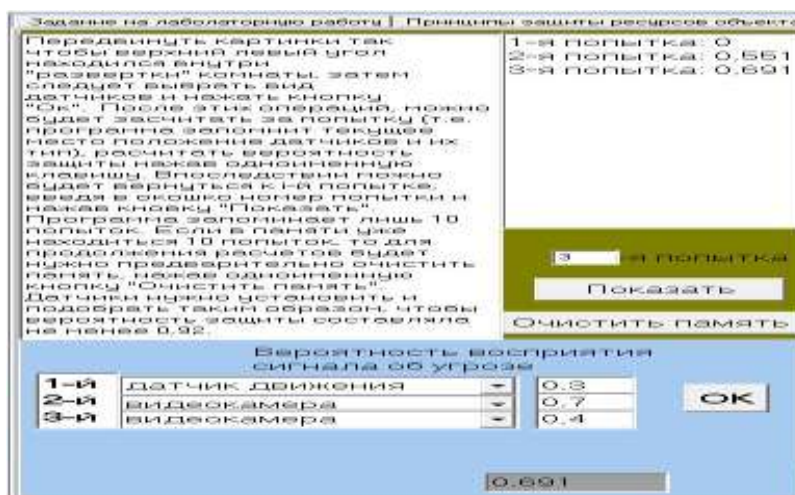 Задание на лабораторную работу | Принципы защиты ресурсов объекта
Передвинуть картинки так
чтобы верхний левый угол
находился внутри
"развертки" комнаты, затем
следует выбрать вид
датчиков и нажать кнопку
"Ок". После этих операций, можно
будет засчитать за попытку (т.е.
программа запомнит текущее
место положение датчиков и их
тип), расчитать вероятность
защиты нажав одноименную
клавишу. Впоследствии можно
будет вернуться к i-й попытке,
введя в окошко номер попытки и
нажав кнопку "Показать".
Программа запоминает лишь 10
попыток. Если в памяти уже
находиться 10 попыток, то для
продолжения расчетов будет
нужно предварительно очистить
память, нажав одноименную
кнопку "Очистить память".
Датчики нужно установить и
подобрать таким образом, чтобы
вероятность защиты составляла
не менее 0,92.
1-я попытка: 0
2-я попытка: 0,551
3-я попытка: 0,691
3 -я попытка
Показать
Очистить память
Вероятность восприятия
сигнала об угрозе
1-й датчик движения 0,3
2-й видеокамера 0,7
3-й видеокамера 0,4
OK
0,691